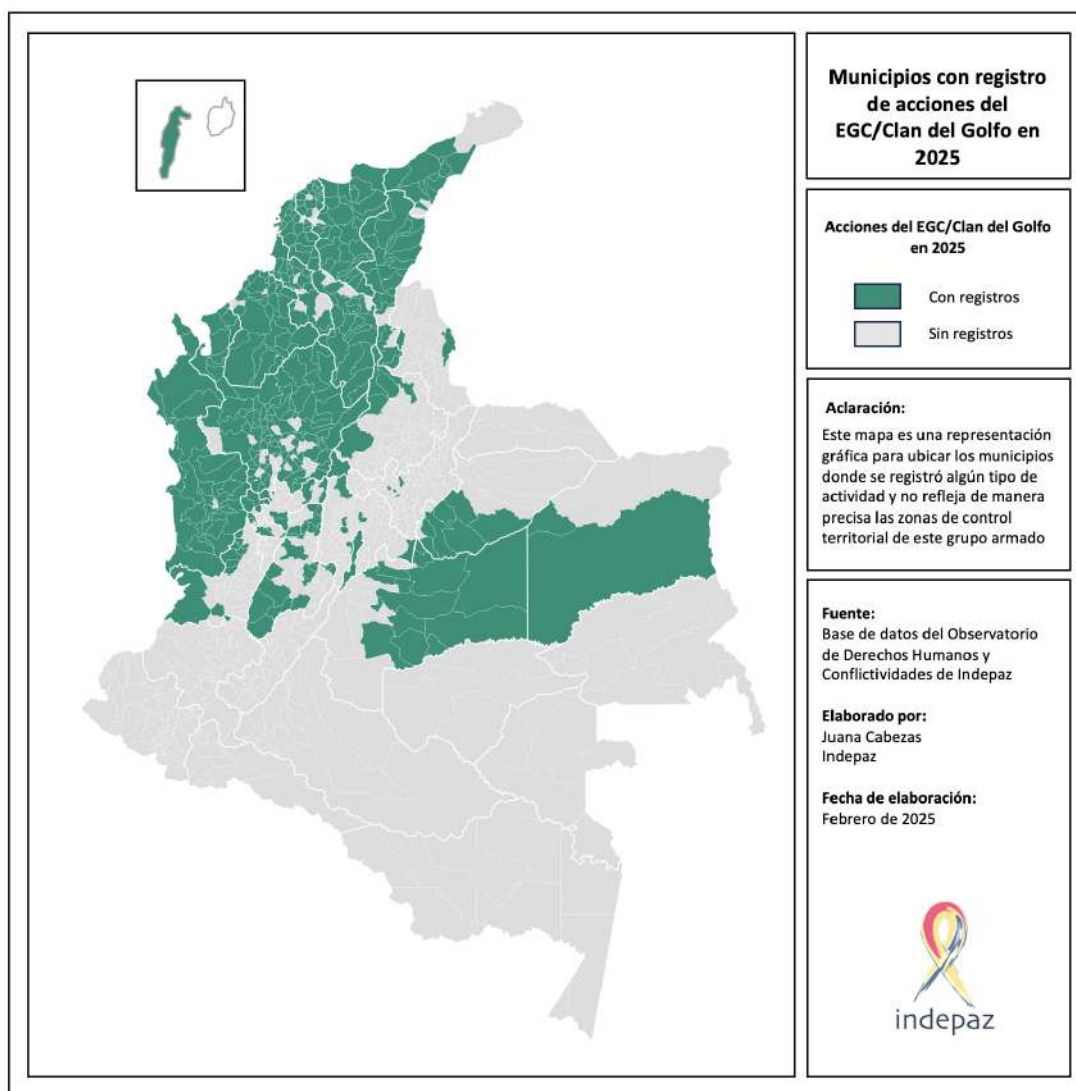 Municipios con registro
de acciones del
EGC/Clan del Golfo en
2025
Acciones del EGC/Clan del Golfo
en 2025
Con registros
Sin registros
Aclaración:
Este mapa es una representación
gráfica para ubicar los municipios
donde se registró algún tipo de
actividad y no refleja de manera
precisa las zonas de control
territorial de este grupo armado
Fuente:
Base de datos del Observatorio
de Derechos Humanos y
Conflictividades de Indepaz
Elaborado por:
Juana Cabezas
Indepaz
Fecha de elaboración:
Febrero de 2025
indepaz